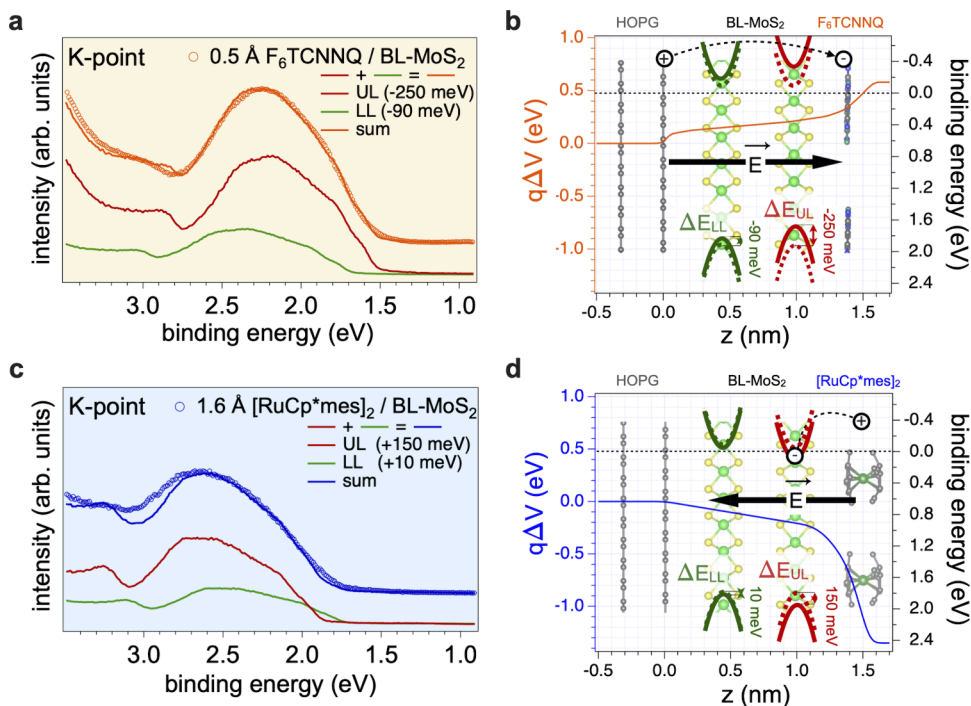 a
K-point
0.5 Å F₆TCNNQ / BL-MoS₂
+ =
UL (-250 meV)
LL (-90 meV)
sum
intensity (arb. units)
3.0 2.5 2.0 1.5 1.0
binding energy (eV)
b
HOPG BL-MoS₂ F₆TCNNQ
1.0
0.5
0.0
-0.5
-1.0
qΔV (eV)
+ -
E
ΔE_LL ΔE_UL
-90 meV
-250 meV
-0.4
0.0
0.4
0.8
1.2
1.6
2.0
2.4
binding energy (eV)
-0.5 0.0 0.5 1.0 1.5
z (nm)
c
K-point
1.6 Å [RuCp*mes]₂ / BL-MoS₂
+ =
UL (+150 meV)
LL (+10 meV)
sum
intensity (arb. units)
3.0 2.5 2.0 1.5 1.0
binding energy (eV)
d
HOPG BL-MoS₂ [RuCp*mes]₂
1.0
0.5
0.0
-0.5
-1.0
qΔV (eV)
- +
E
ΔE_LL ΔE_UL
10 meV
150 meV
-0.4
0.0
0.4
0.8
1.2
1.6
2.0
2.4
binding energy (eV)
-0.5 0.0 0.5 1.0 1.5
z (nm)